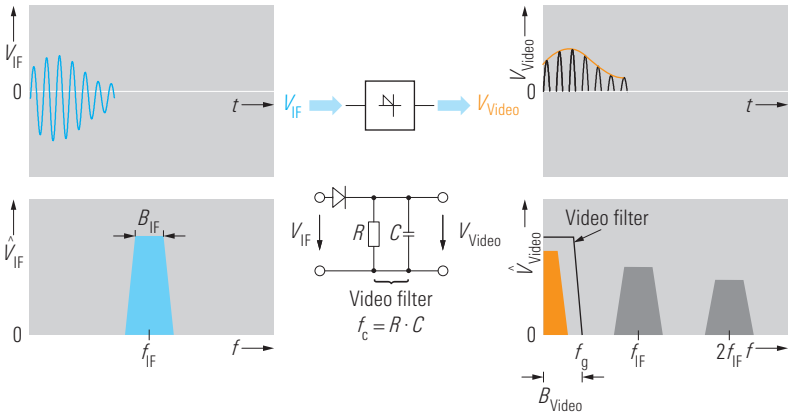 V_IF
0
t
V_IF
V_Video
V_Video
0
t
V̂_IF
B_IF
0
f_IF
f
V_IF
R
C
V_Video
Video filter
f_c = R · C
V̂_Video
Video filter
0
f_g
f_IF
2f_IF
f
B_Video